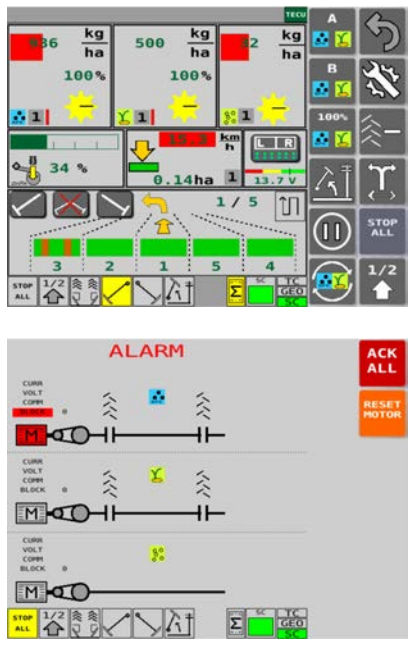 TECU
kg
ha
500
kg
ha
kg
ha
100%
100%
1
1
1
km
h
L R
34 %
0.14ha
1
13.7 V
1 / 5
3
2
1
5
4
STOP
ALL
1/2
Σ
SC
TC
GEO
SC
A
B
100%
STOP
ALL
1/2
ALARM
ACK
ALL
RESET
MOTOR
CURR
VOLT
COMM
BLOCK 0
M
CURR
VOLT
COMM
BLOCK 0
M
CURR
VOLT
COMM
BLOCK 0
M
STOP
ALL
1/2
Σ
SC
TC
GEO
SC